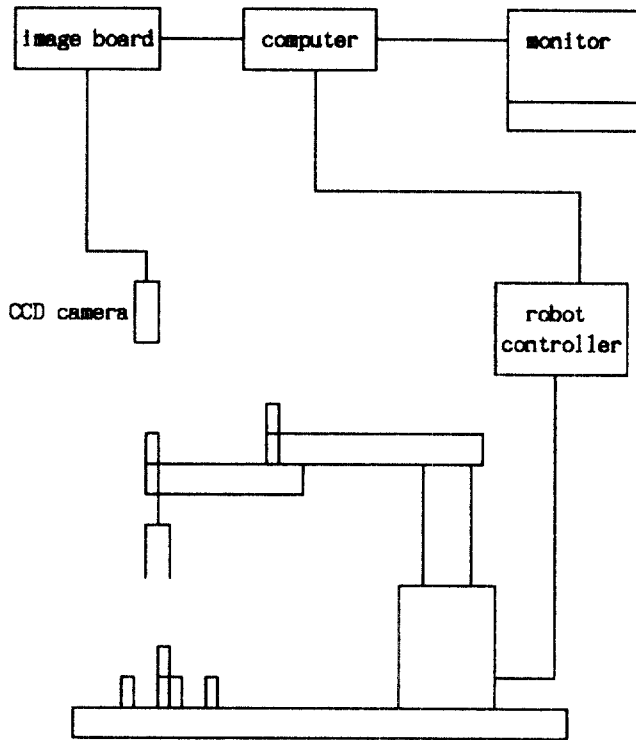 image board
computer
monitor
CCD camera
robot
controller